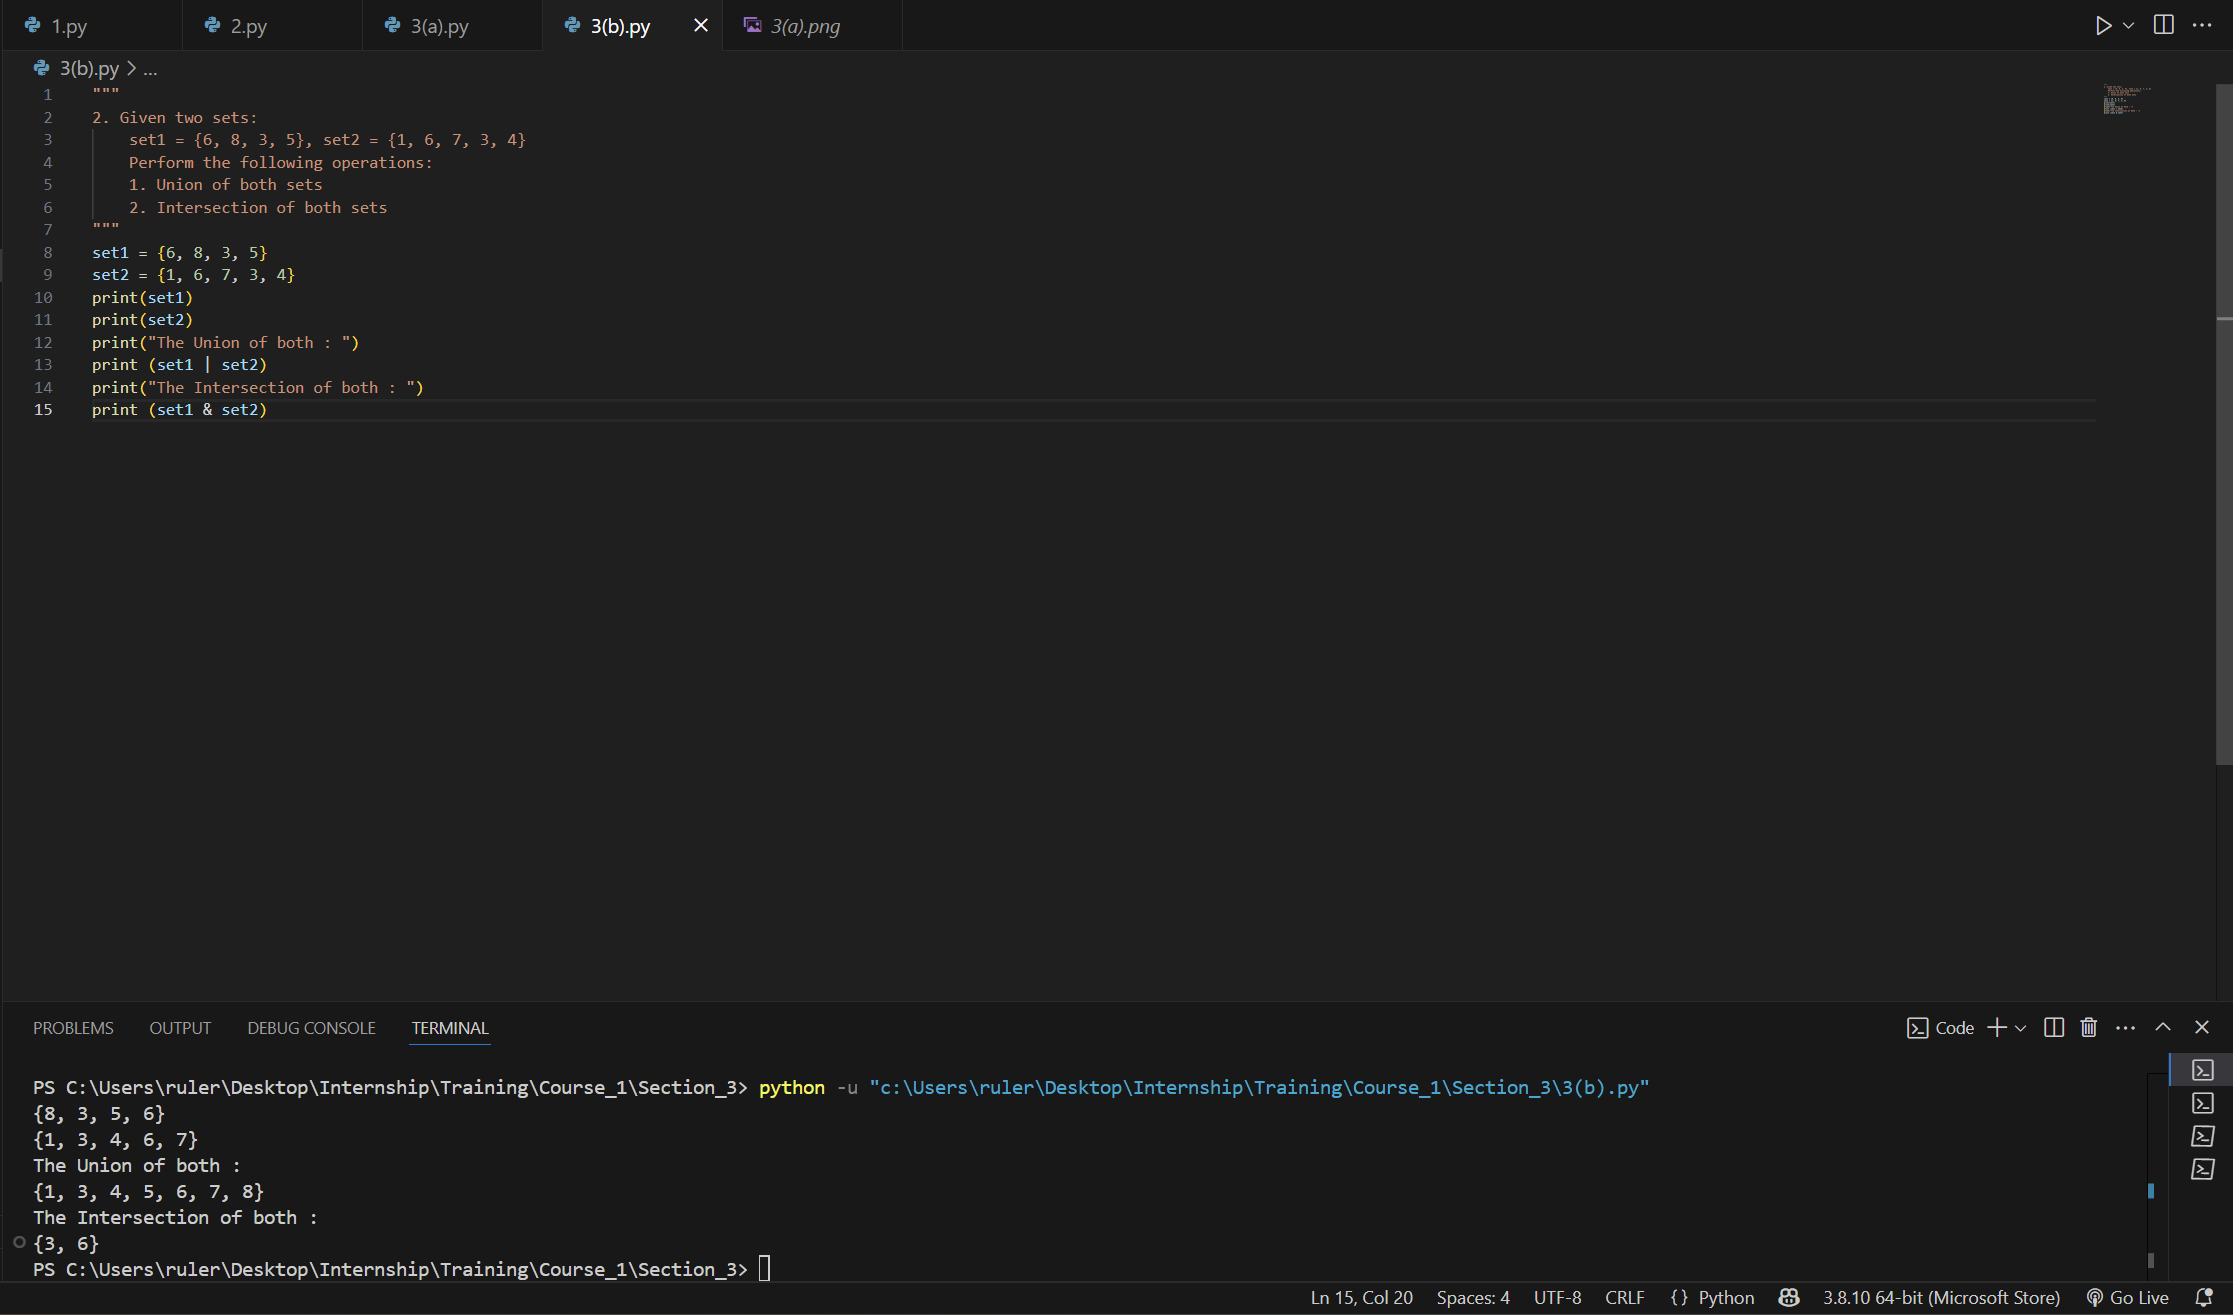 1.py 2.py 3(a).py 3(b).py 3(a).png
3(b).py > ...
1 """
2 2. Given two sets:
3 set1 = {6, 8, 3, 5}, set2 = {1, 6, 7, 3, 4}
4 Perform the following operations:
5 1. Union of both sets
6 2. Intersection of both sets
7 """
8 set1 = {6, 8, 3, 5}
9 set2 = {1, 6, 7, 3, 4}
10 print(set1)
11 print(set2)
12 print("The Union of both : ")
13 print (set1 | set2)
14 print("The Intersection of both : ")
15 print (set1 & set2)
PROBLEMS OUTPUT DEBUG CONSOLE TERMINAL Code
PS C:\Users\ruler\Desktop\Internship\Training\Course_1\Section_3> python -u "c:\Users\ruler\Desktop\Internship\Training\Course_1\Section_3\3(b).py"
{8, 3, 5, 6}
{1, 3, 4, 6, 7}
The Union of both :
{1, 3, 4, 5, 6, 7, 8}
The Intersection of both :
{3, 6}
PS C:\Users\ruler\Desktop\Internship\Training\Course_1\Section_3>
Ln 15, Col 20 Spaces: 4 UTF-8 CRLF {} Python 3.8.10 64-bit (Microsoft Store) Go Live